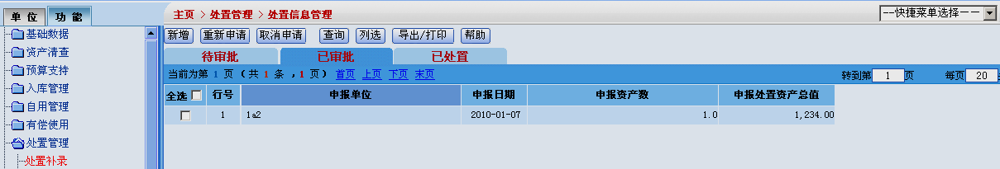 单 位 功 能 主页 > 处置管理 > 处置信息管理 --快捷菜单选择－－
基础数据
资产清查
预算支持
入库管理
自用管理
有偿使用
处置管理
处置补录
新增 重新申请 取消申请 查询 列选 导出/打印 帮助
待审批 已审批 已处置
当前为第 1 页 (共 1 条 ,1 页) 首页 上页 下页 末页 转到第 1 页 每页 20
全选 行号 申报单位 申报日期 申报资产数 申报处置资产总值
1 1a2 2010-01-07 1.0 1,234.00